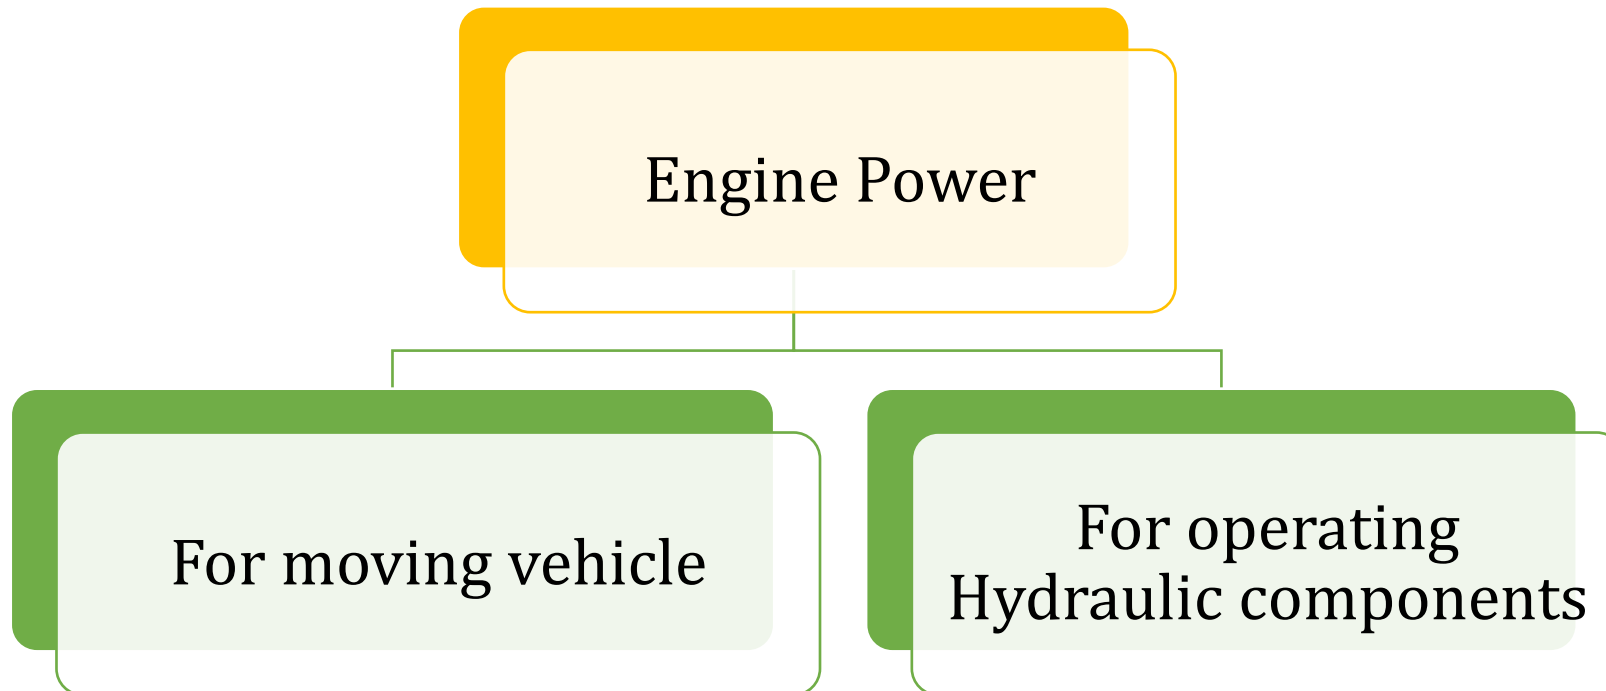 Engine Power
For moving vehicle
For operating
Hydraulic components